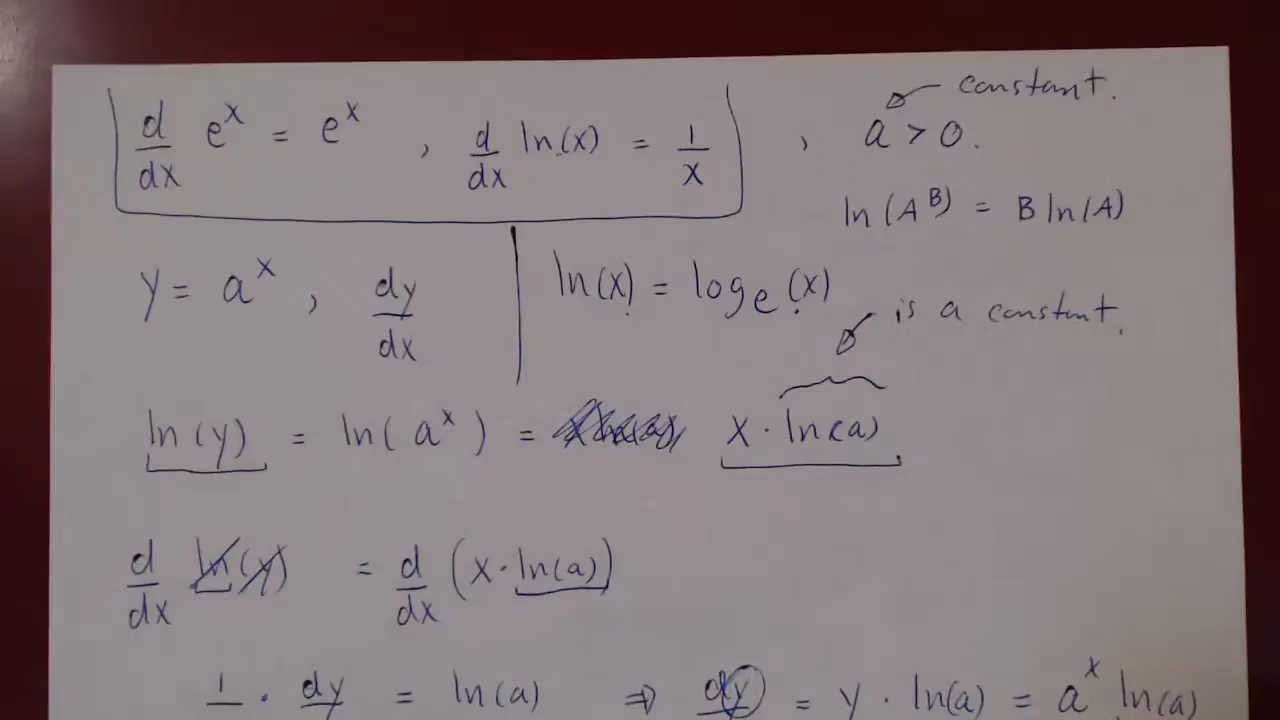 d/dx e^x = e^x , d/dx ln(x) = 1/x , a > 0. constant.
ln(A^B) = B ln(A)
y = a^x , dy/dx | ln(x) = log_e(x)
is a constant.
ln(y) = ln(a^x) = x · ln(a)
d/dx ln(y) = d/dx (x · ln(a))
1 · dy = ln(a) ⇒ dy = y · ln(a) = a^x ln(a)